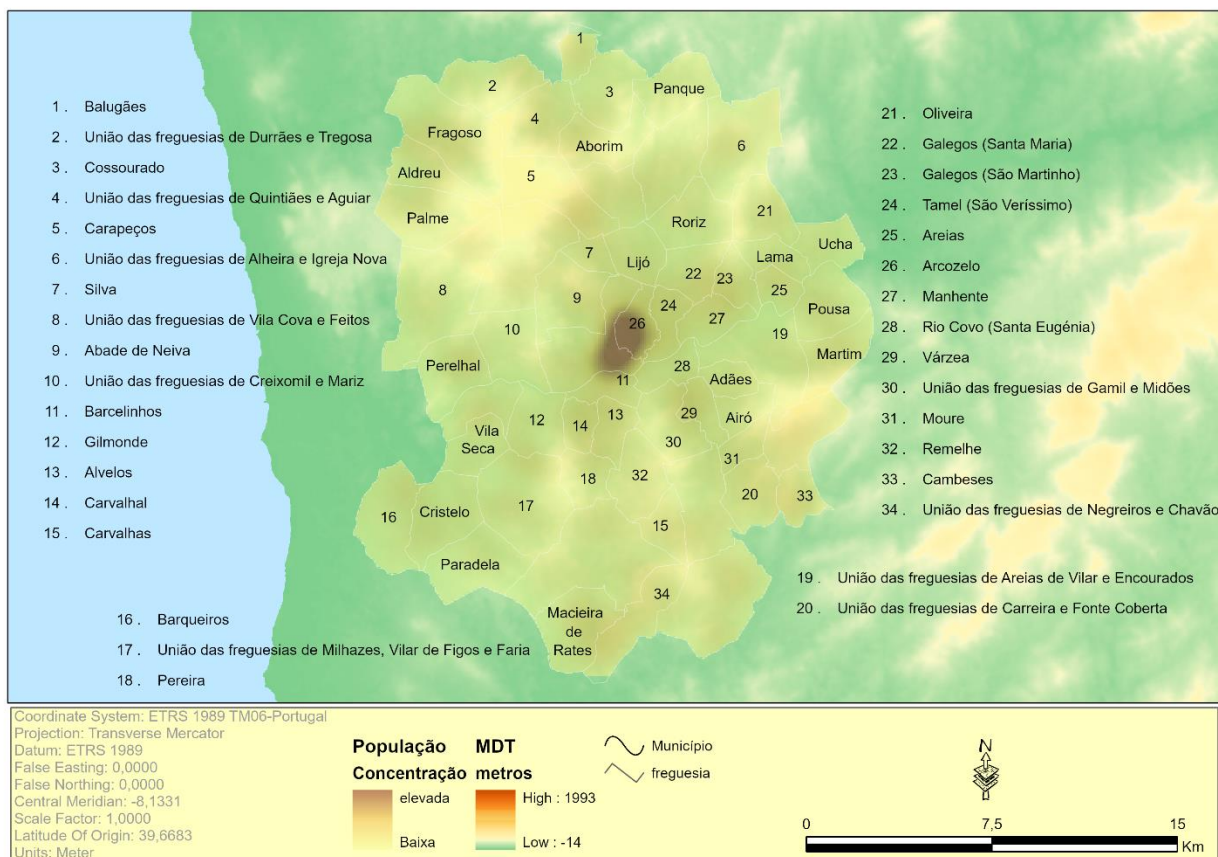 1 . Balugães
2 . União das freguesias de Durrães e Tregosa
3 . Cossourado
4 . União das freguesias de Quintiães e Aguiar
5 . Carapeços
6 . União das freguesias de Alheira e Igreja Nova
7 . Silva
8 . União das freguesias de Vila Cova e Feitos
9 . Abade de Neiva
10 . União das freguesias de Creixomil e Mariz
11 . Barcelinhos
12 . Gilmonde
13 . Alvelos
14 . Carvalhal
15 . Carvalhas
16 . Barqueiros
17 . União das freguesias de Milhazes, Vilar de Figos e Faria
18 . Pereira
1
2
3
Panque
4
Fragoso
Aborim
6
Aldreu
5
Palme
Roriz
21
Ucha
7
Lijó
Lama
22
23
8
9
24
25
Pousa
10
26
27
19
Martim
Perelhal
11
28
Adães
12
14
13
29
Airó
Vila
Seca
30
31
18
32
20
33
16
Cristelo
17
15
Paradela
34
Macieira
de
Rates
21 . Oliveira
22 . Galegos (Santa Maria)
23 . Galegos (São Martinho)
24 . Tamel (São Veríssimo)
25 . Areias
26 . Arcozelo
27 . Manhente
28 . Rio Covo (Santa Eugénia)
29 . Várzea
30 . União das freguesias de Gamil e Midões
31 . Moure
32 . Remelhe
33 . Cambeses
34 . União das freguesias de Negreiros e Chavão
19 . União das freguesias de Areias de Vilar e Encourados
20 . União das freguesias de Carreira e Fonte Coberta
Coordinate System: ETRS 1989 TM06-Portugal
Projection: Transverse Mercator
Datum: ETRS 1989
False Easting: 0,0000
False Northing: 0,0000
Central Meridian: -8,1331
Scale Factor: 1,0000
Latitude Of Origin: 39,6683
Units: Meter
População
Concentração
elevada
Baixa
MDT
metros
High : 1993
Low : -14
Município
freguesia
N
0 7,5 15
Km